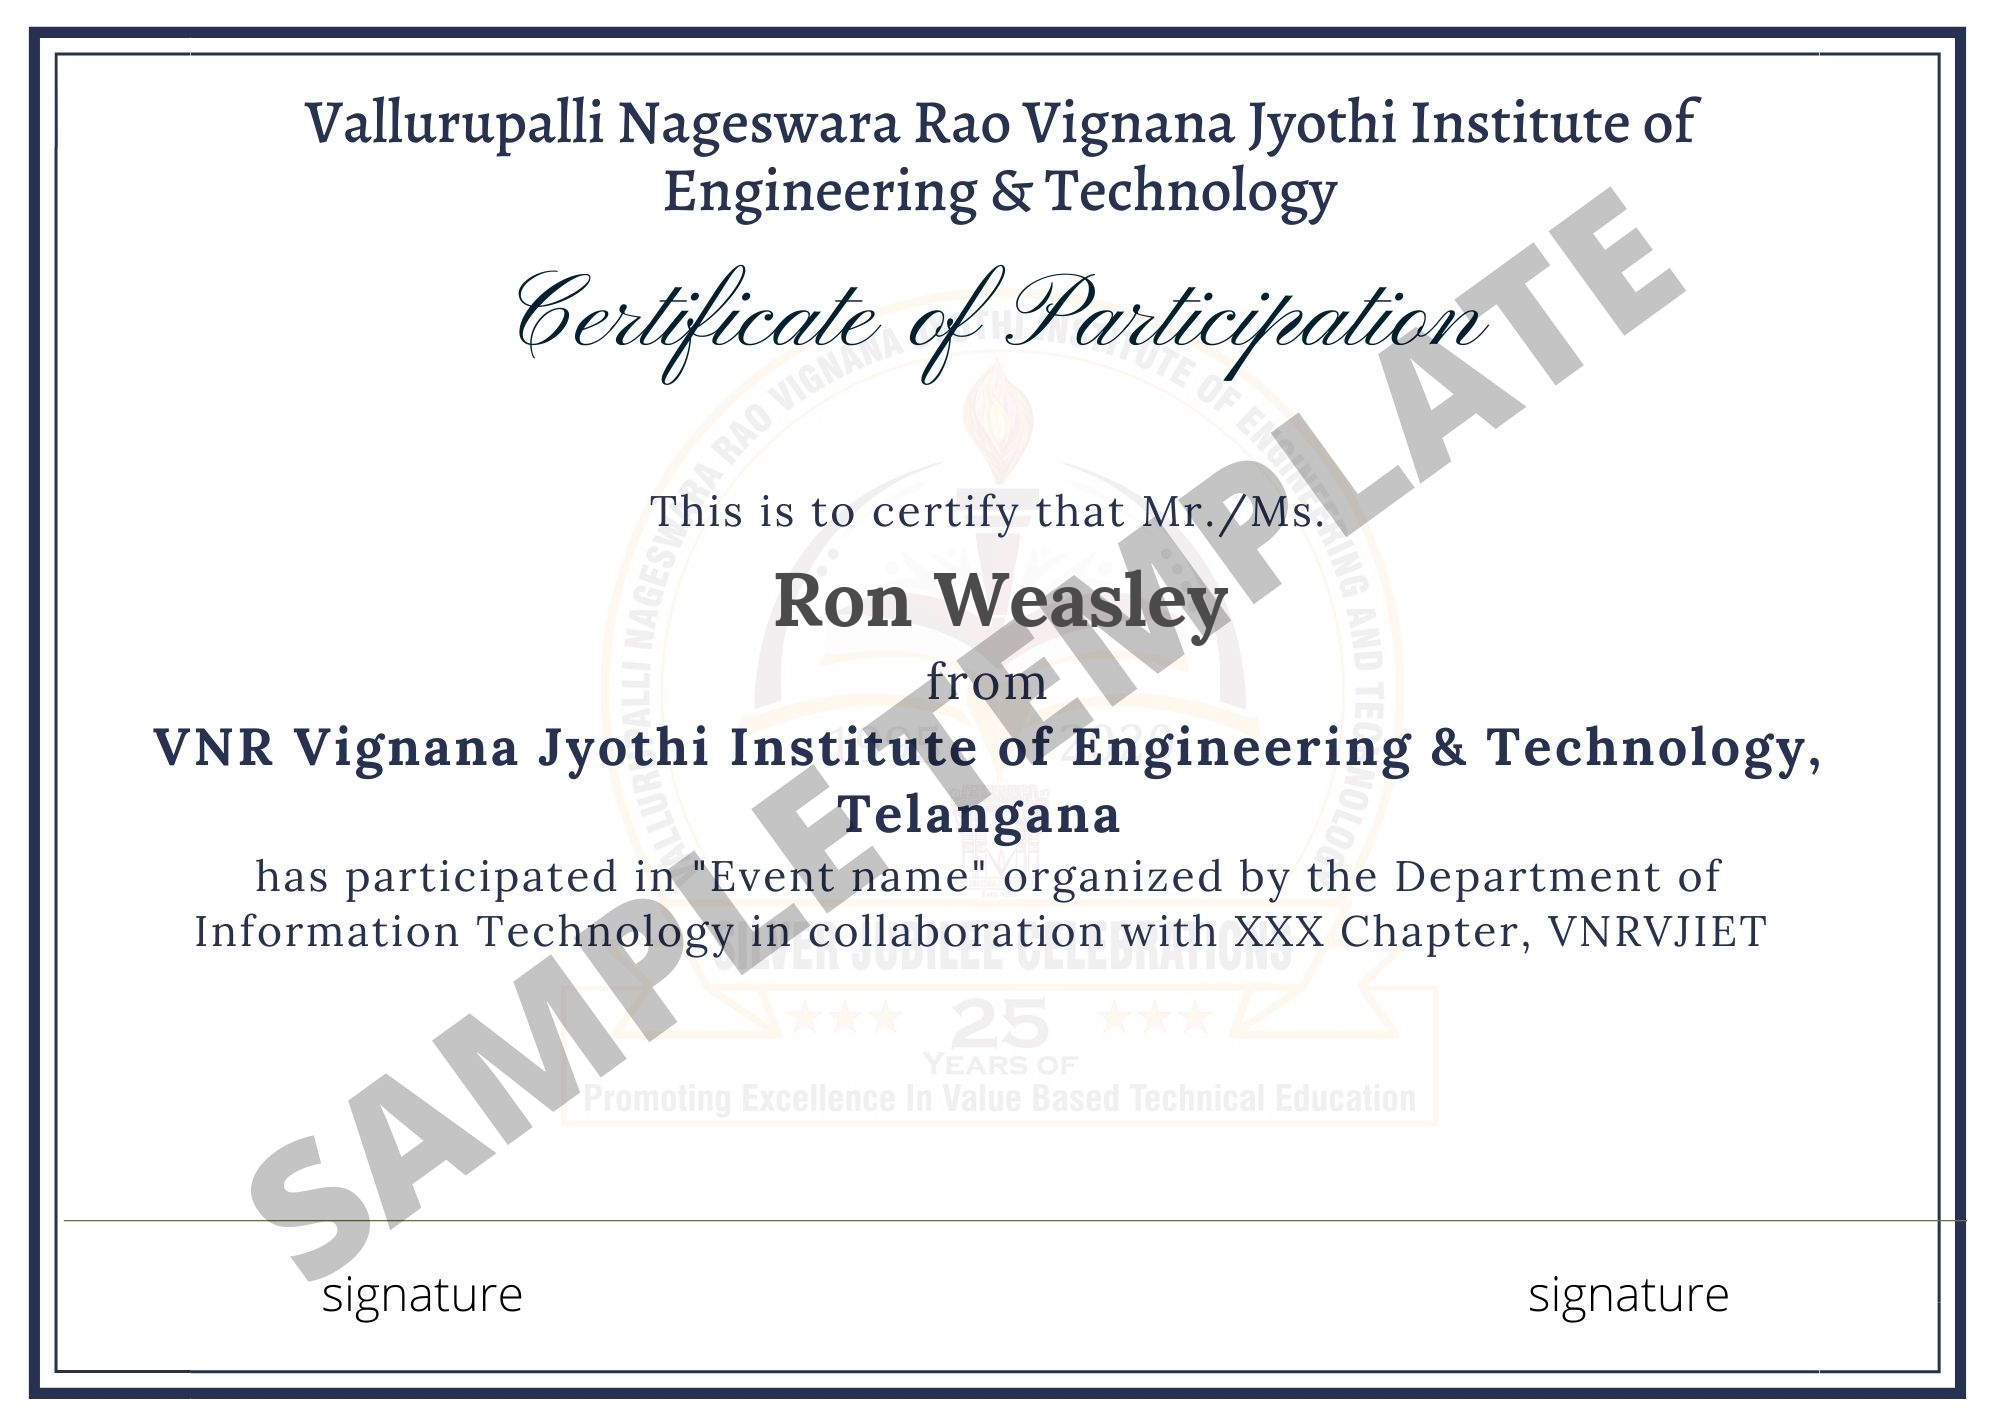 Vallurupalli Nageswara Rao Vignana Jyothi Institute of
Engineering & Technology
Certificate of Participation
This is to certify that Mr./Ms.
Ron Weasley
from
VNR Vignana Jyothi Institute of Engineering & Technology,
Telangana
has participated in "Event name" organized by the Department of
Information Technology in collaboration with XXX Chapter, VNRVJIET
SAMPLE TEMPLATE
VALLURUPALLI NAGESWARA RAO VIGNANA JYOTHI INSTITUTE OF ENGINEERING AND TECHNOLOGY
SILVER JUBILEE CELEBRATIONS
25
YEARS OF
Promoting Excellence In Value Based Technical Education
signature
signature